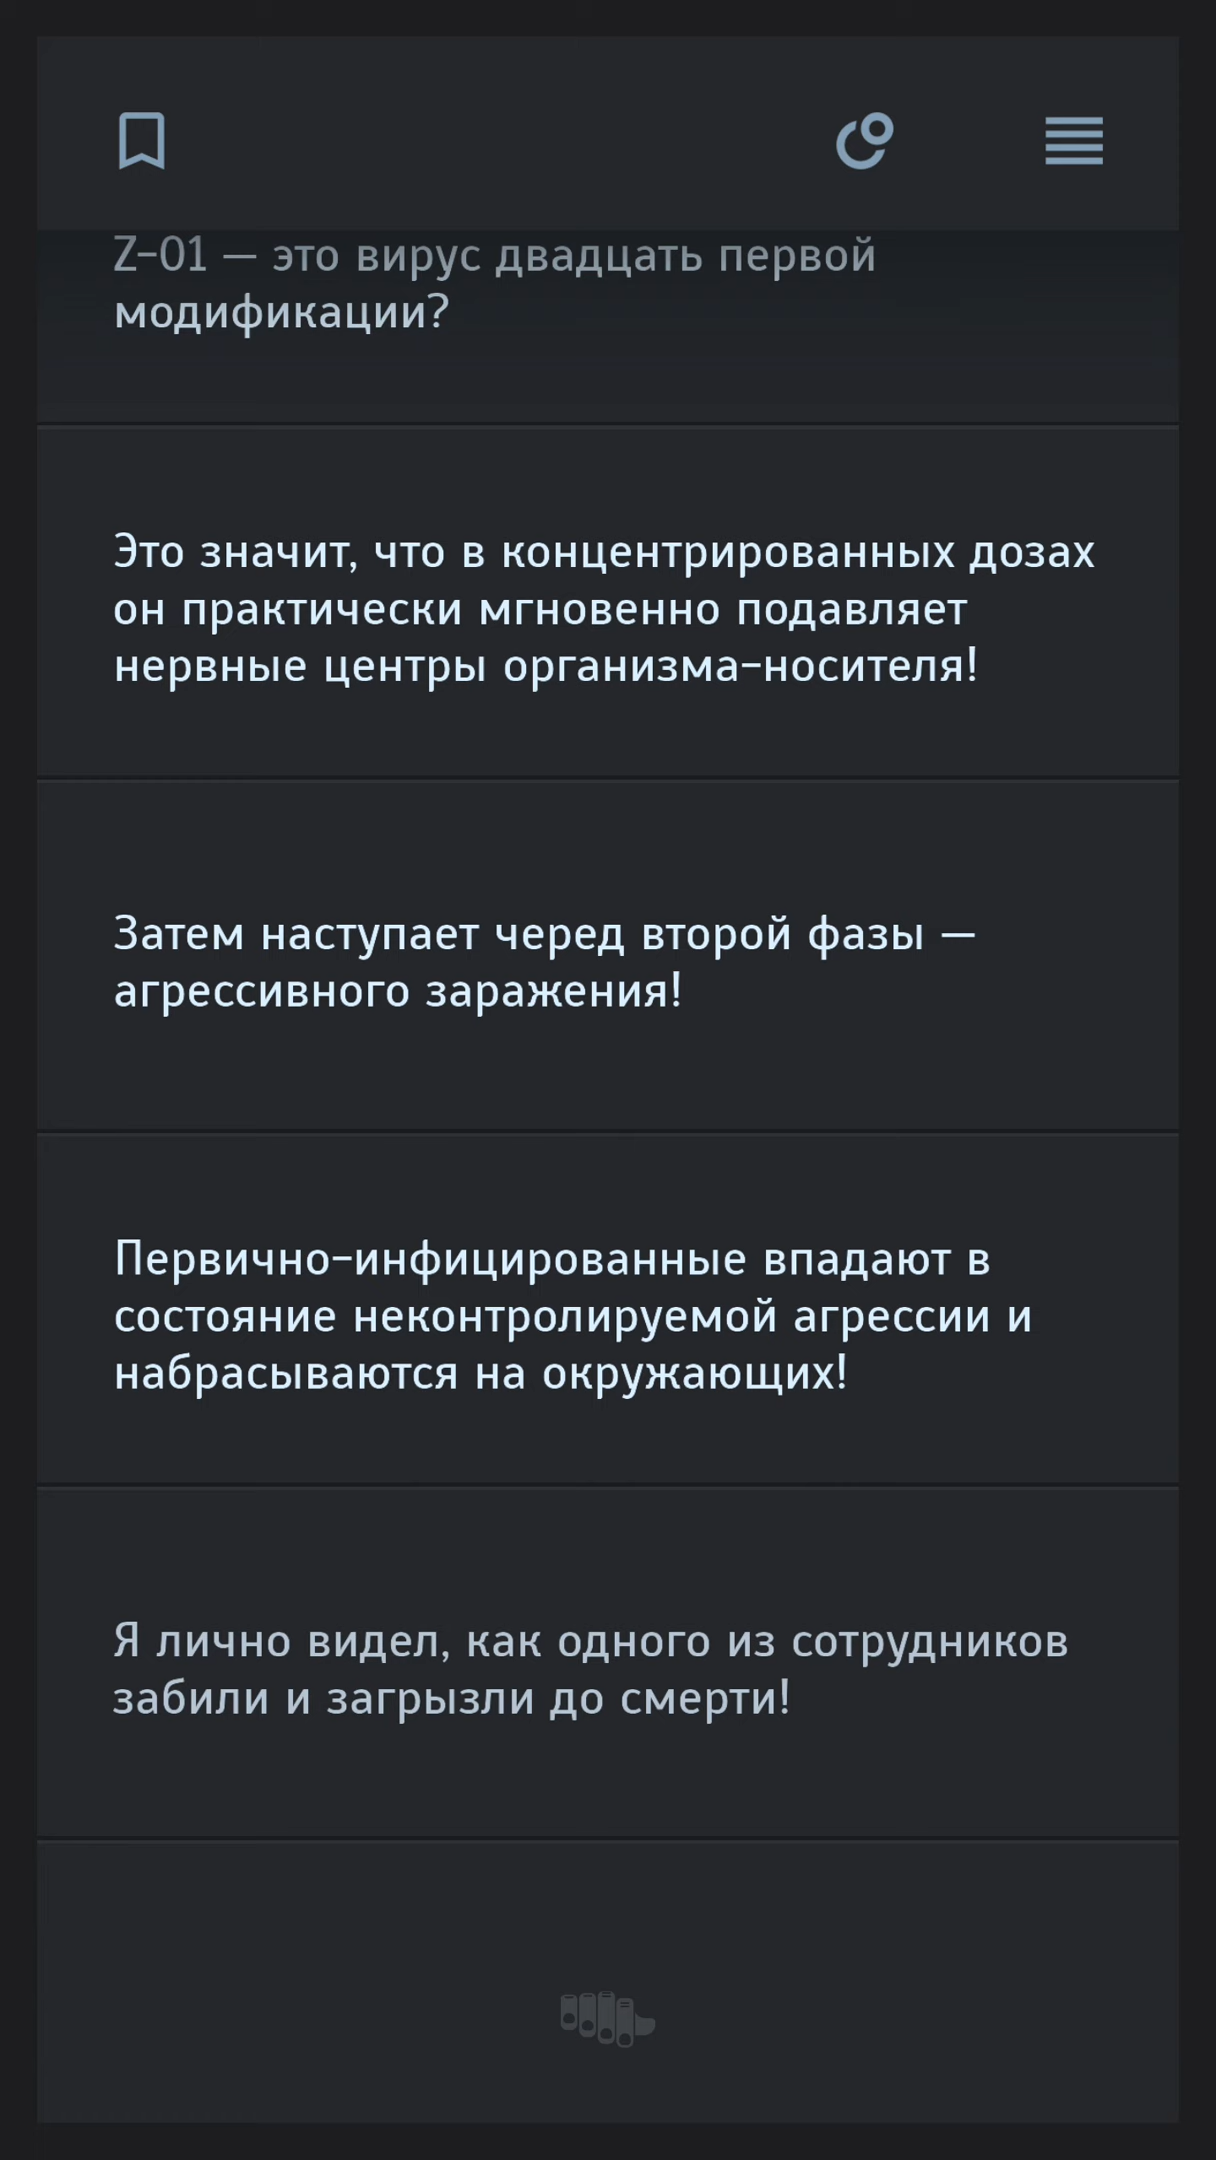 Z-01 — это вирус двадцать первой
модификации?
Это значит, что в концентрированных дозах
он практически мгновенно подавляет
нервные центры организма-носителя!
Затем наступает черед второй фазы —
агрессивного заражения!
Первично-инфицированные впадают в
состояние неконтролируемой агрессии и
набрасываются на окружающих!
Я лично видел, как одного из сотрудников
забили и загрызли до смерти!